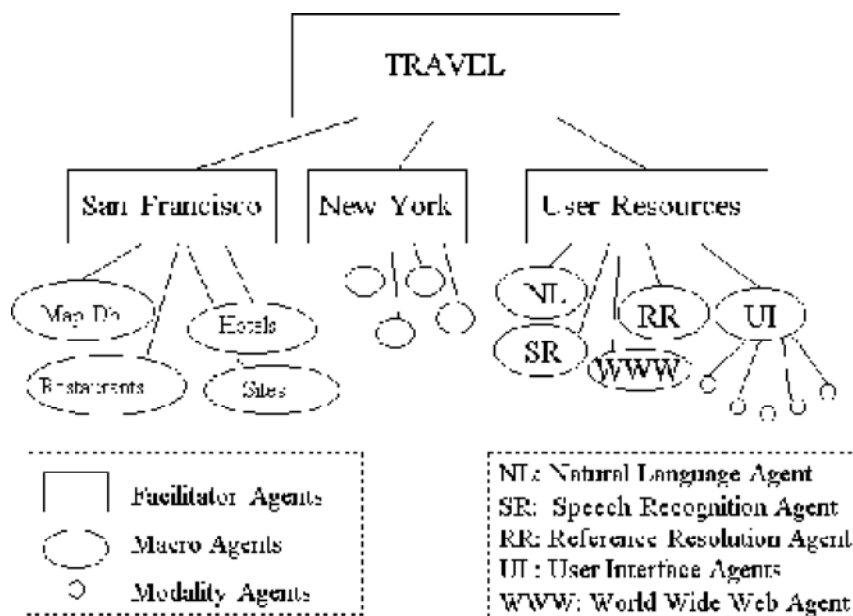 TRAVEL
San Francisco
New York
User Resources
Map Db
Hotels
NL
RR
UI
SR
WWW
Restaurants
Sites
Facilitator Agents
Macro Agents
Modality Agents
NL: Natural Language Agent
SR: Speech Recognition Agent
RR: Reference Resolution Agent
UI: User Interface Agents
WWW: World Wide Web Agent